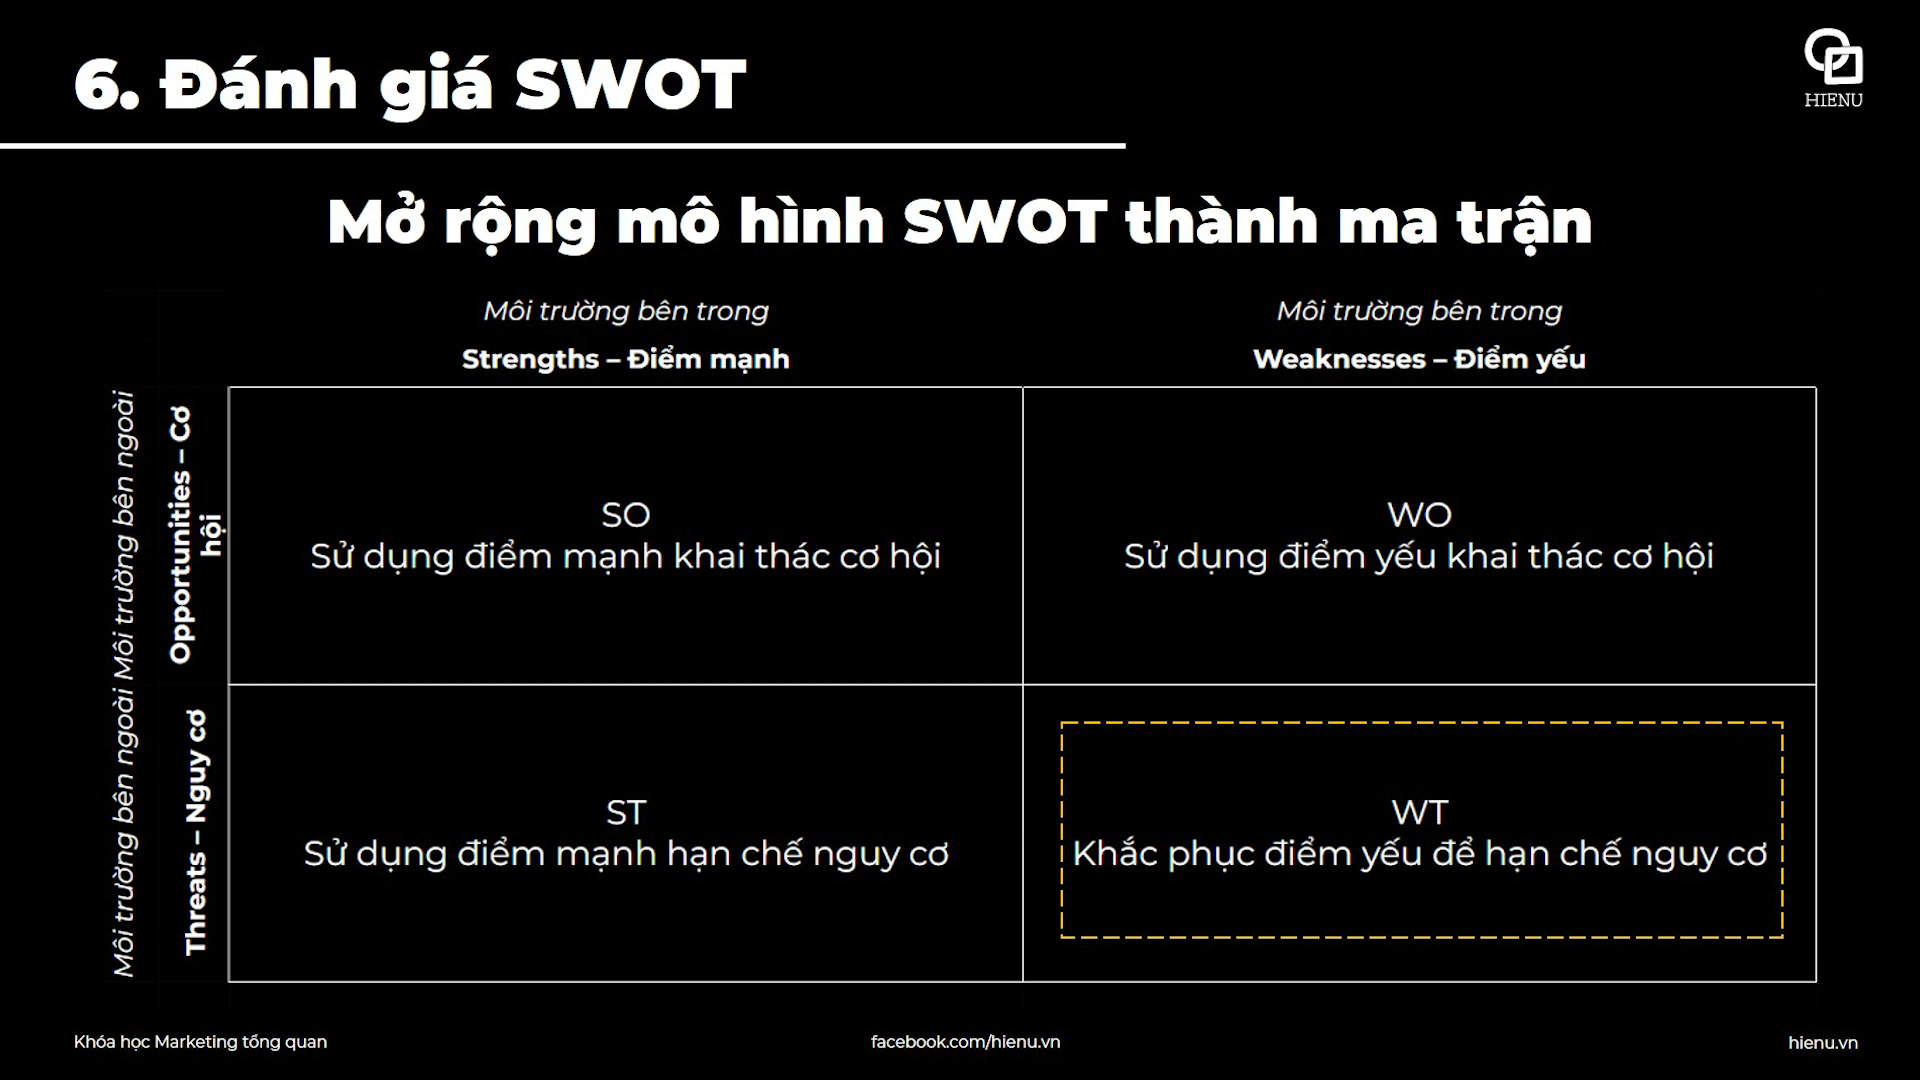 6. Đánh giá SWOT
HIENU
Mở rộng mô hình SWOT thành ma trận
Môi trường bên trong
Môi trường bên trong
Strengths – Điểm mạnh
Weaknesses – Điểm yếu
Môi trường bên ngoài
Opportunities – Cơ
hội
SO
Sử dụng điểm mạnh khai thác cơ hội
WO
Sử dụng điểm yếu khai thác cơ hội
Môi trường bên ngoài
Threats – Nguy cơ
ST
Sử dụng điểm mạnh hạn chế nguy cơ
WT
Khắc phục điểm yếu để hạn chế nguy cơ
Khóa học Marketing tổng quan
facebook.com/hienu.vn
hienu.vn